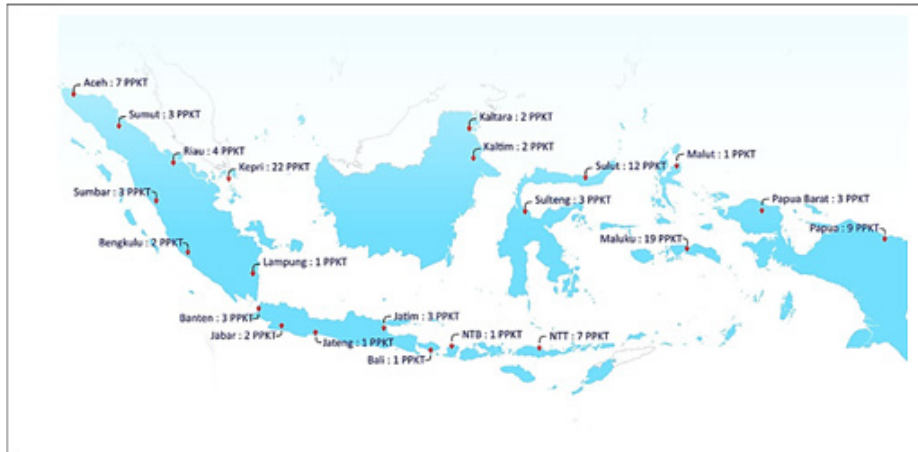 Aceh : 7 PPKT
Sumut : 3 PPKT
Riau : 4 PPKT
Kepri : 22 PPKT
Sumbar : 3 PPKT
Bengkulu : 2 PPKT
Lampung : 1 PPKT
Banten : 3 PPKT
Jabar : 2 PPKT
Jateng : 1 PPKT
Jatim : 3 PPKT
Bali : 1 PPKT
NTB : 1 PPKT
NTT : 7 PPKT
Kaltara : 2 PPKT
Kaltim : 2 PPKT
Sulut : 12 PPKT
Sulteng : 3 PPKT
Malut : 1 PPKT
Maluku : 19 PPKT
Papua Barat : 3 PPKT
Papua : 9 PPKT